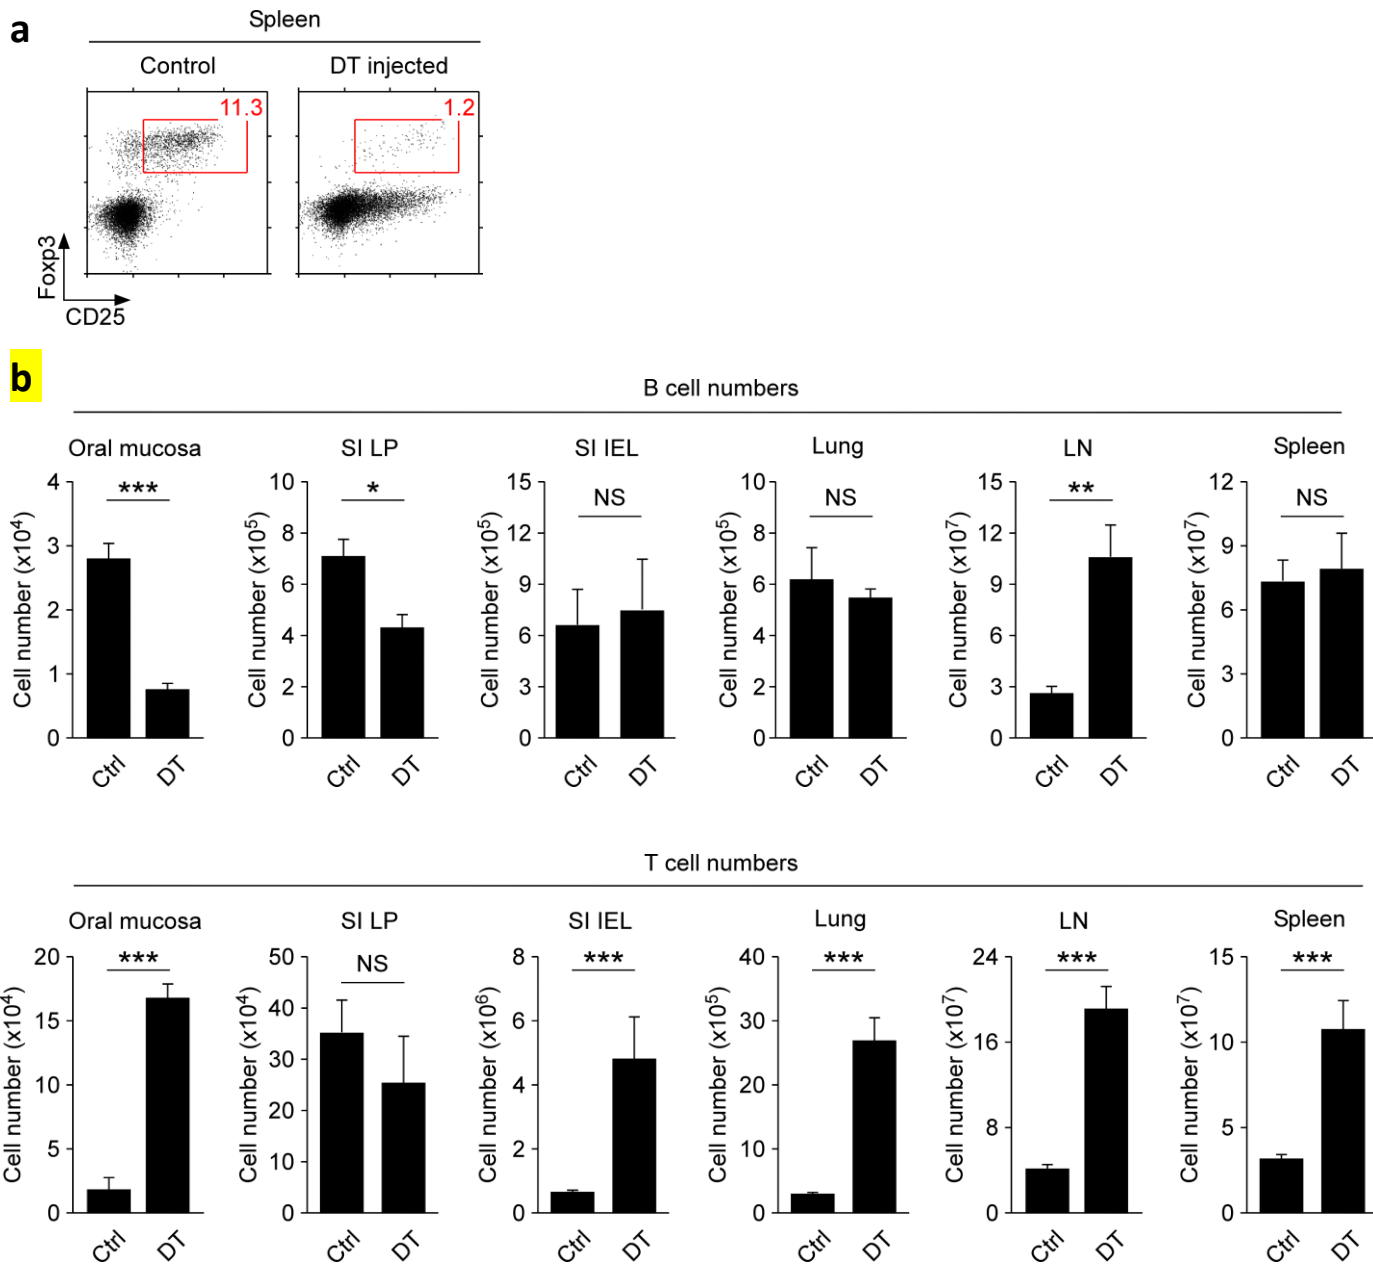 a
Spleen
Control DT injected
11.3 1.2
Foxp3
CD25
b
B cell numbers
Oral mucosa SI LP SI IEL Lung LN Spleen
Cell number (x10⁴) Cell number (x10⁵) Cell number (x10⁵) Cell number (x10⁵) Cell number (x10⁷) Cell number (x10⁷)
4 10 15 10 15 12
*** * NS NS ** NS
3 8 12 8 12 9
2 6 9 6 9 6
1 4 6 4 6 3
2 3 2 3
0 0 0 0 0 0
Ctrl DT Ctrl DT Ctrl DT Ctrl DT Ctrl DT Ctrl DT
T cell numbers
Oral mucosa SI LP SI IEL Lung LN Spleen
Cell number (x10⁴) Cell number (x10⁴) Cell number (x10⁶) Cell number (x10⁵) Cell number (x10⁷) Cell number (x10⁷)
20 50 8 40 24 15
*** NS *** *** *** ***
15 40 6 30 16 10
10 30 4 20 8 5
5 20 2 10
10
0 0 0 0 0 0
Ctrl DT Ctrl DT Ctrl DT Ctrl DT Ctrl DT Ctrl DT